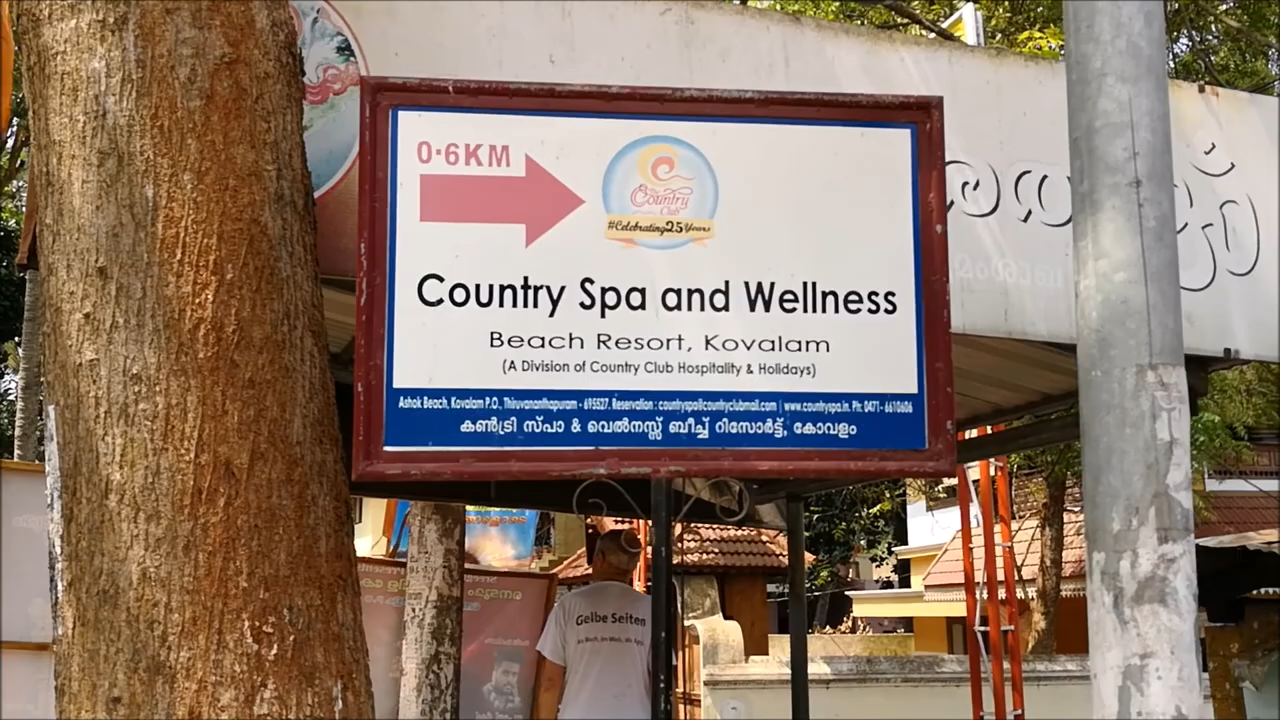 0.6KM
The
Country
Club
#Celebrating25Years
Country Spa and Wellness
Beach Resort, Kovalam
(A Division of Country Club Hospitality & Holidays)
Ashok Beach, Kovalam P.O., Thiruvananthapuram - 695527. Reservation : countryspa@countryclubmail.com | www.countryspa.in. Ph: 0471- 6610606
കൺട്രി സ്പാ & വെൽനസ്സ് ബീച്ച് റിസോർട്ട്, കോവളം
Gelbe Seiten